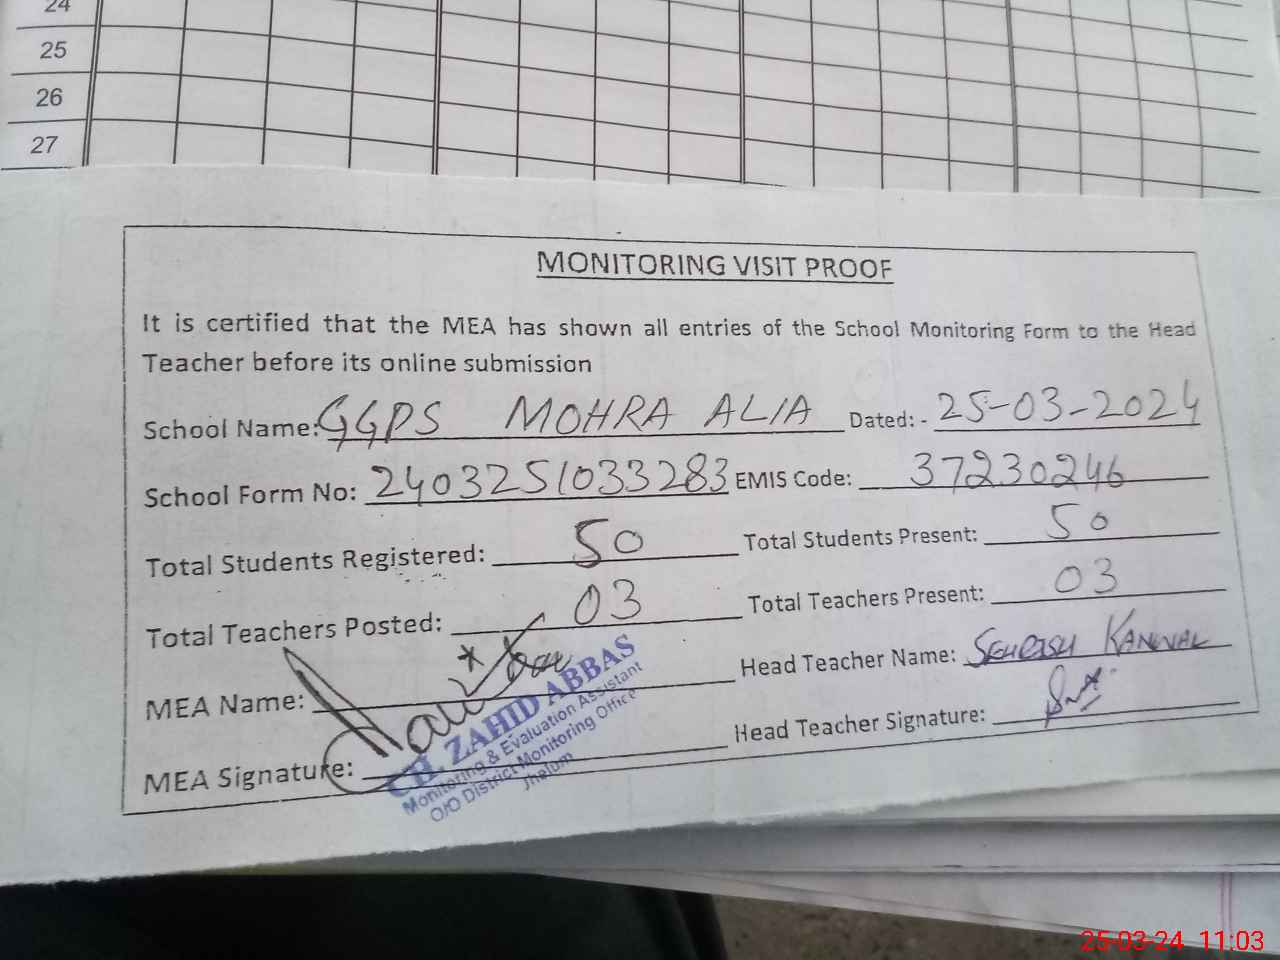 24
25
26
27
MONITORING VISIT PROOF
It is certified that the MEA has shown all entries of the School Monitoring Form to the Head
Teacher before its online submission
School Name: GGPS MOHRA ALIA Dated: - 25-03-2024
School Form No: 2403251033283 EMIS Code: 37230246
Total Students Registered: 50 Total Students Present: 50
Total Teachers Posted: 03 Total Teachers Present: 03
MEA Name: Head Teacher Name: KANWAL
MEA Signature: Head Teacher Signature:
CH. ZAHID ABBAS
Monitoring & Evaluation Assistant
O/O District Monitoring Office
Jhelum
25-03-24 11:03